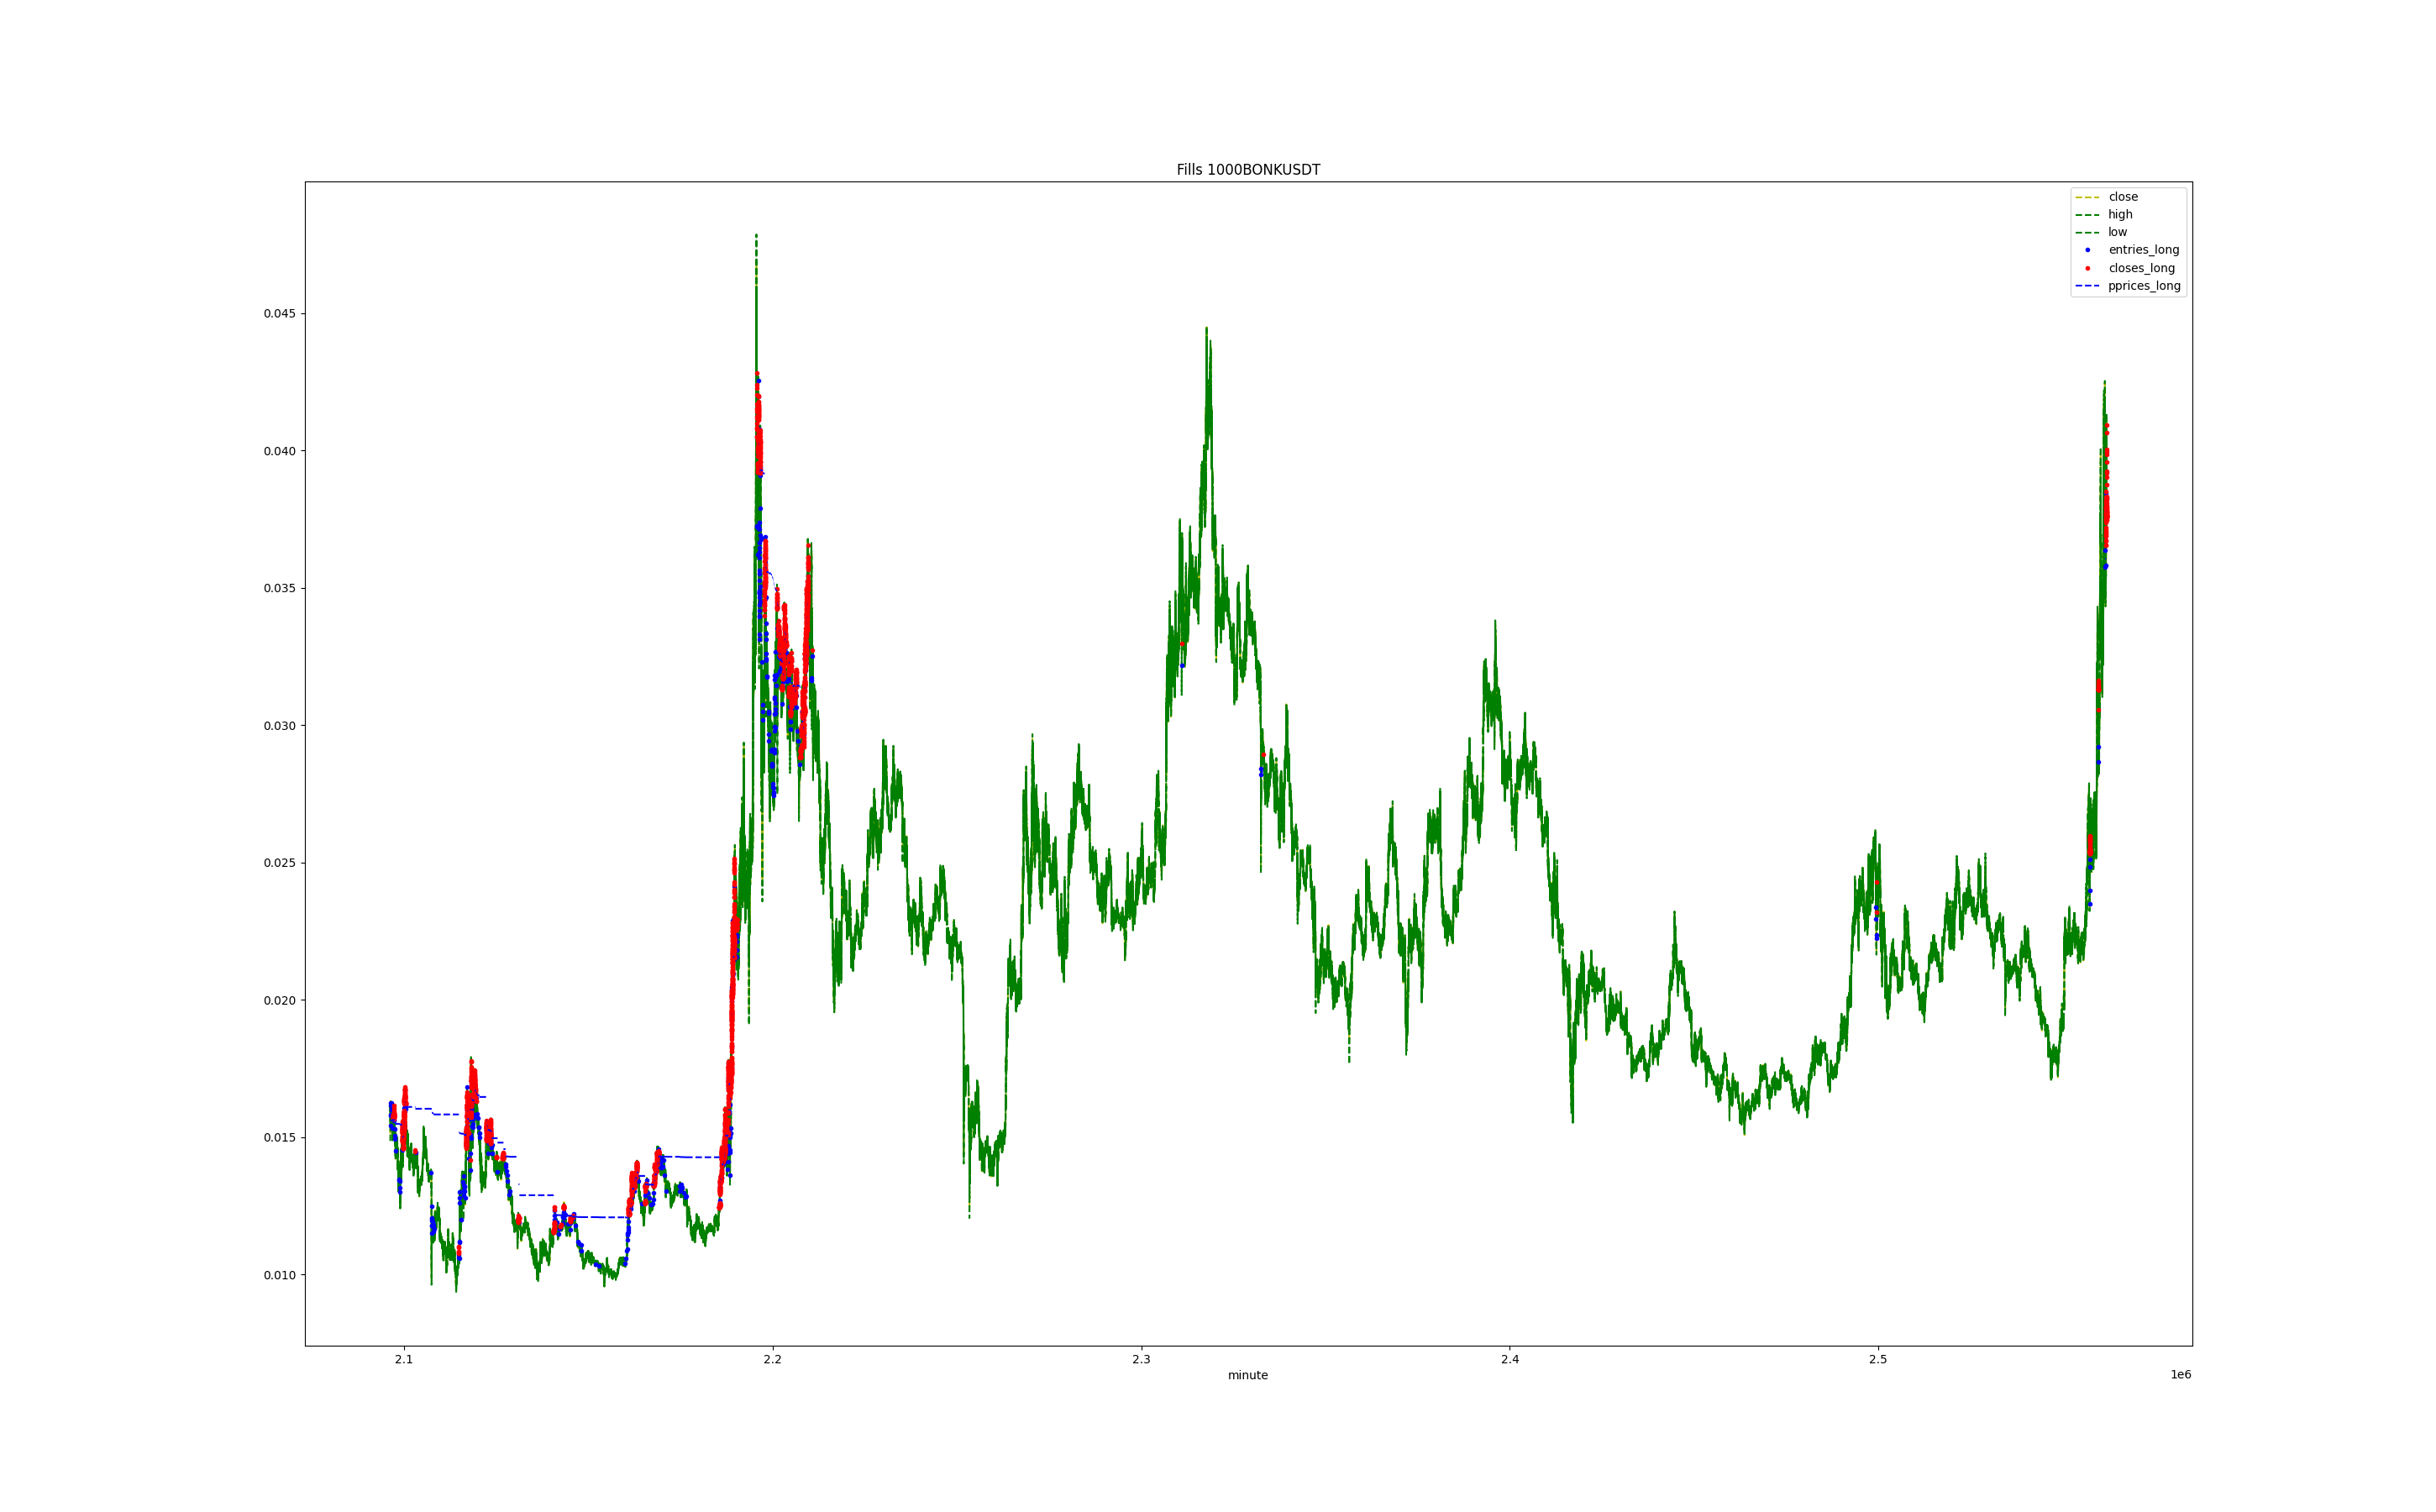 Fills 1000BONKUSDT
close
high
low
entries_long
closes_long
pprices_long
0.045
0.040
0.035
0.030
0.025
0.020
0.015
0.010
2.1 2.2 2.3 2.4 2.5
minute
1e6